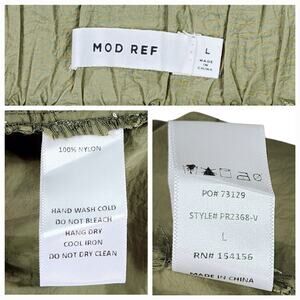 MOD REF
L
MADE IN
CHINA
100% NYLON
HAND WASH COLD
DO NOT BLEACH
HANG DRY
COOL IRON
DO NOT DRY CLEAN
PO# 73129
STYLE# PR2368-V
L
RN# 154156
MADE IN CHINA